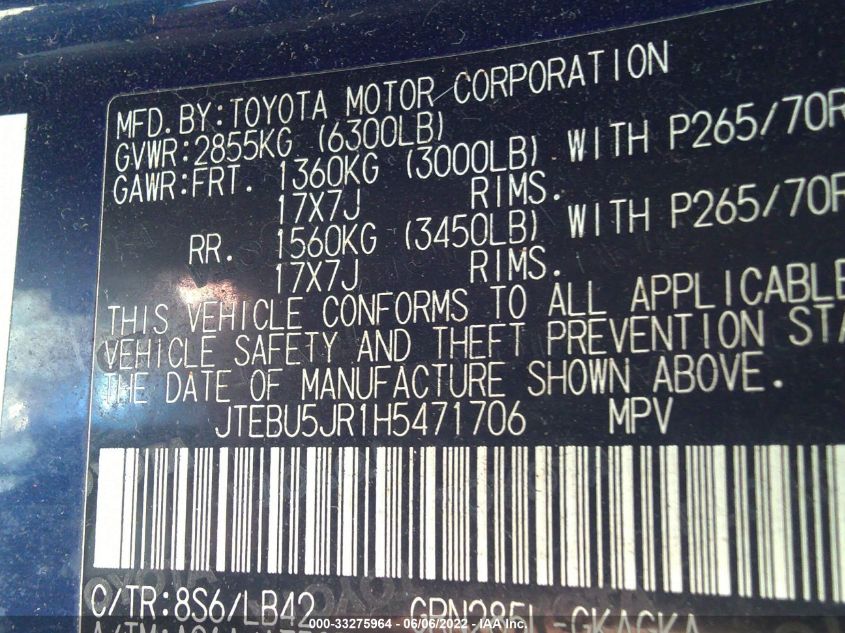 MFD.BY:TOYOTA MOTOR CORPORATION
GVWR:2855KG (6300LB)
GAWR:FRT. 1360KG (3000LB) WITH P265/70R
17X7J RIMS.
RR. 1560KG (3450LB) WITH P265/70R
17X7J RIMS.
THIS VEHICLE CONFORMS TO ALL APPLICABLE
VEHICLE SAFETY AND THEFT PREVENTION STA
THE DATE OF MANUFACTURE SHOWN ABOVE.
JTEBU5JR1H5471706 MPV
C/TR:8S6/LB42 GRN285L-GKAGKA
000-33275964 - 06/06/2022 - IAA Inc.